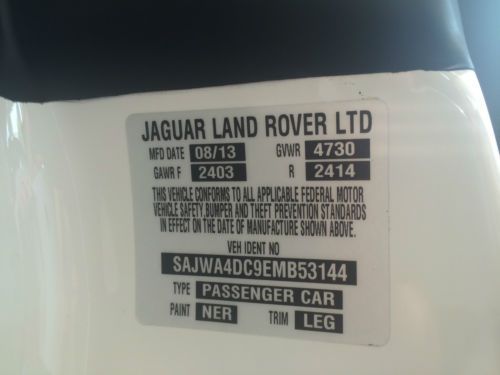 JAGUAR LAND ROVER LTD
MFD DATE 08/13 GVWR 4730
GAWR F 2403 R 2414
THIS VEHICLE CONFORMS TO ALL APPLICABLE FEDERAL MOTOR
VEHICLE SAFETY, BUMPER AND THEFT PREVENTION STANDARDS
IN EFFECT ON THE DATE OF MANUFACTURE SHOWN ABOVE.
VEH IDENT NO
SAJWA4DC9EMB53144
TYPE PASSENGER CAR
PAINT NER TRIM LEG